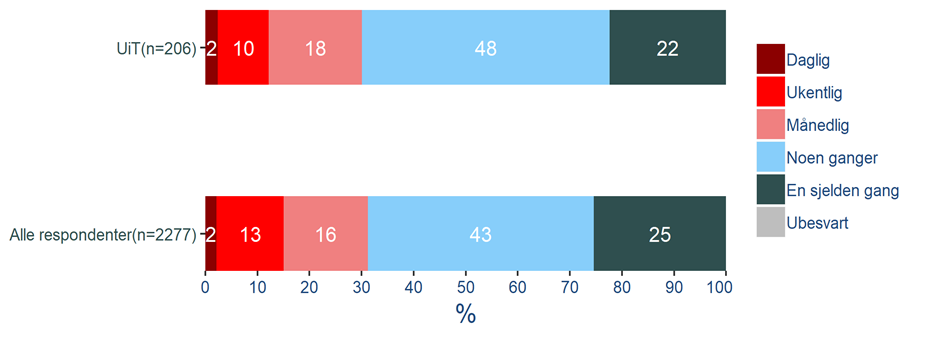 UiT(n=206)
2 10 18 48 22
Alle respondenter(n=2277)
2 13 16 43 25
0 10 20 30 40 50 60 70 80 90 100
%
Daglig
Ukentlig
Månedlig
Noen ganger
En sjelden gang
Ubesvart